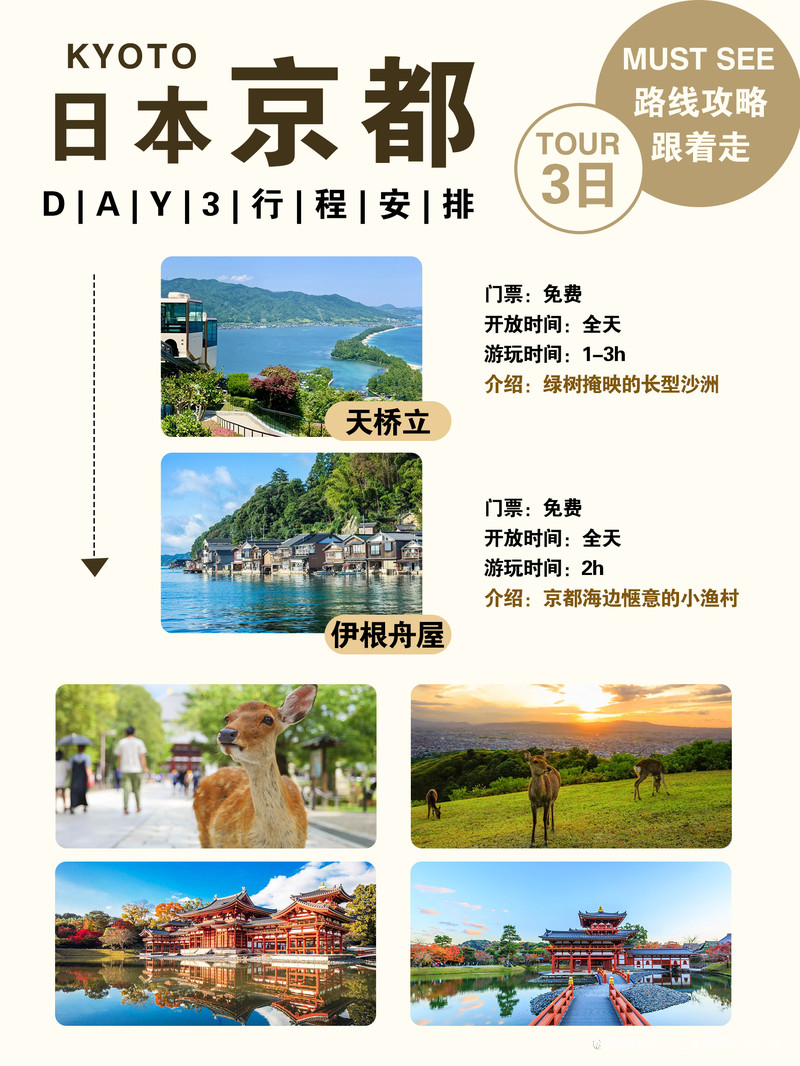 KYOTO
日本京都
D|A|Y|3|行|程|安|排
MUST SEE
路线攻略
跟着走
TOUR
3日
门票：免费
开放时间：全天
游玩时间：1-3h
介绍：绿树掩映的长型沙洲
天桥立
门票：免费
开放时间：全天
游玩时间：2h
介绍：京都海边惬意的小渔村
伊根舟屋